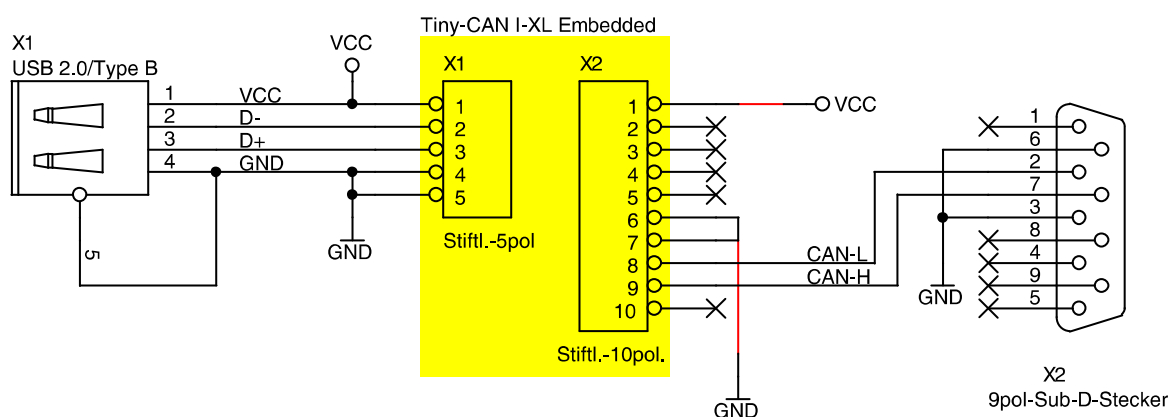 Tiny-CAN I-XL Embedded
X1
USB 2.0/Type B
VCC
X1
X2
1 VCC
2 D-
3 D+
4 GND
5
1
2
3
4
5
Stiftl.-5pol
GND
1
2
3
4
5
6
7
8
9
10
Stiftl.-10pol.
VCC
CAN-L
CAN-H
GND
1
6
2
7
3
8
4
9
5
GND
X2
9pol-Sub-D-Stecker